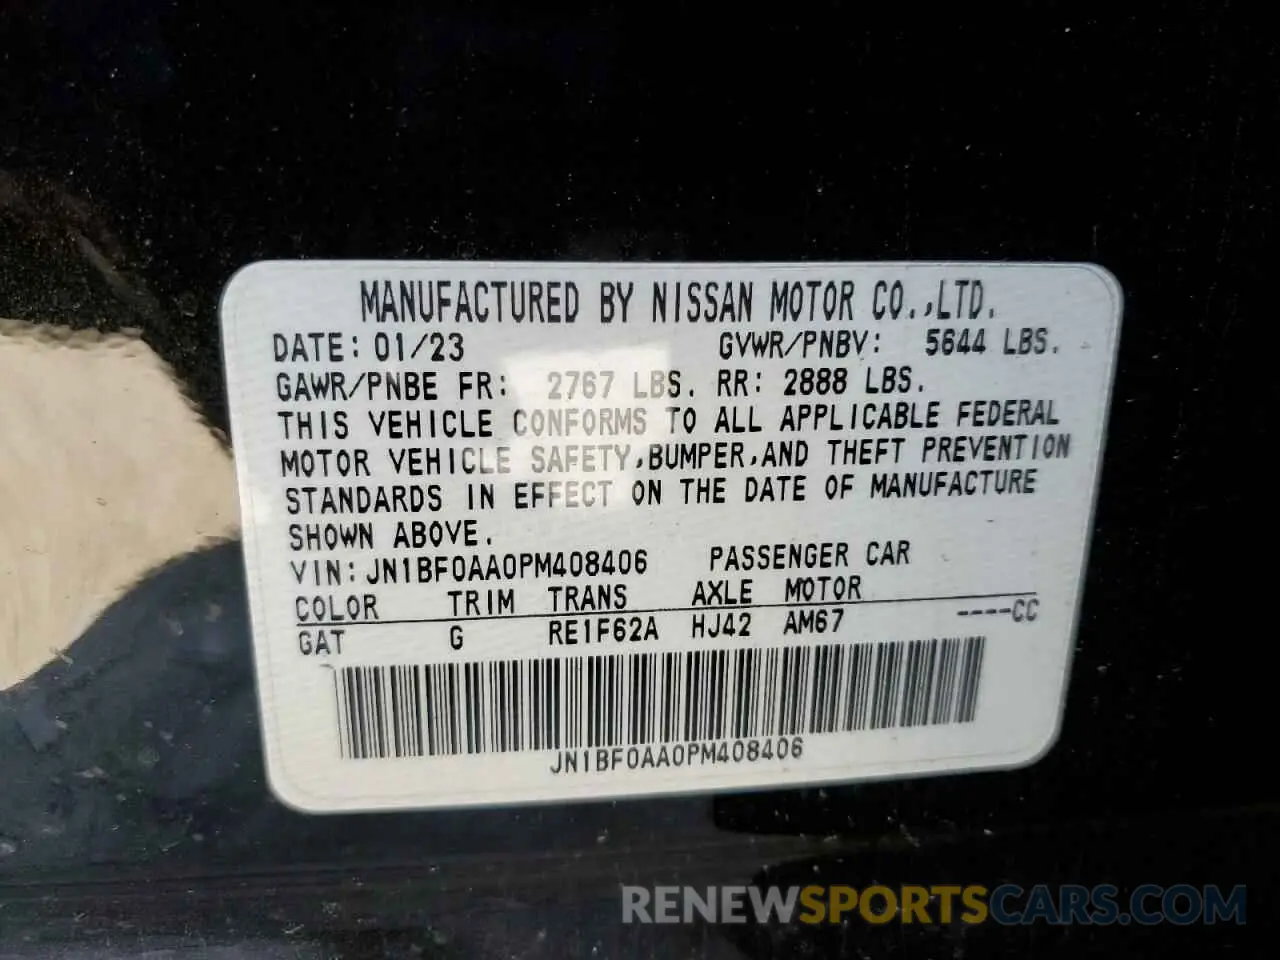 MANUFACTURED BY NISSAN MOTOR CO.,LTD.
DATE: 01/23 GVWR/PNBV: 5644 LBS.
GAWR/PNBE FR: 2767 LBS. RR: 2888 LBS.
THIS VEHICLE CONFORMS TO ALL APPLICABLE FEDERAL
MOTOR VEHICLE SAFETY,BUMPER,AND THEFT PREVENTION
STANDARDS IN EFFECT ON THE DATE OF MANUFACTURE
SHOWN ABOVE.
VIN: JN1BF0AA0PM408406 PASSENGER CAR
COLOR TRIM TRANS AXLE MOTOR
GAT G RE1F62A HJ42 AM67 ----CC
JN1BF0AA0PM408406
RENEWSPORTSCARS.COM